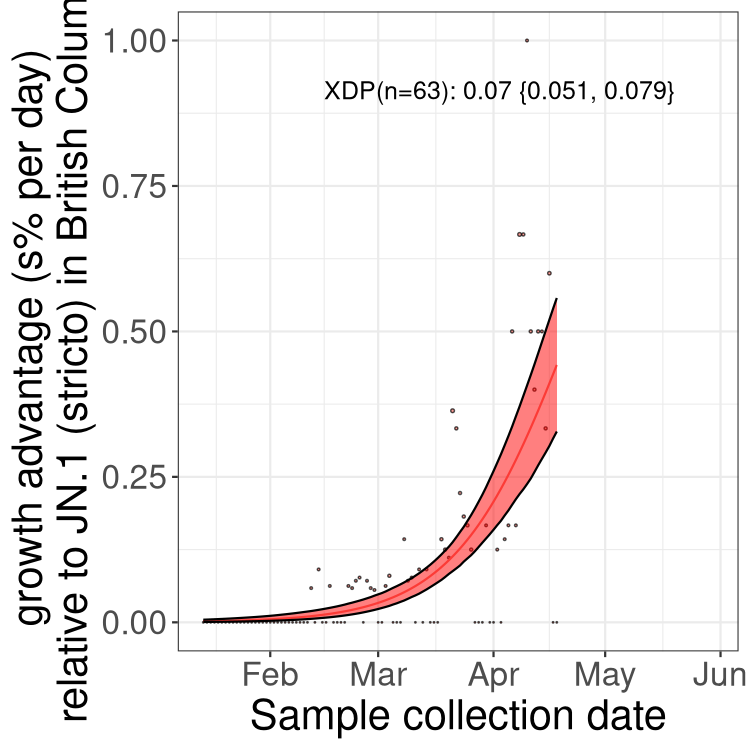 growth advantage (s% per day)
relative to JN.1 (stricto) in British Colum
1.00
0.75
0.50
0.25
0.00
XDP(n=63): 0.07 {0.051, 0.079}
Feb Mar Apr May Jun
Sample collection date